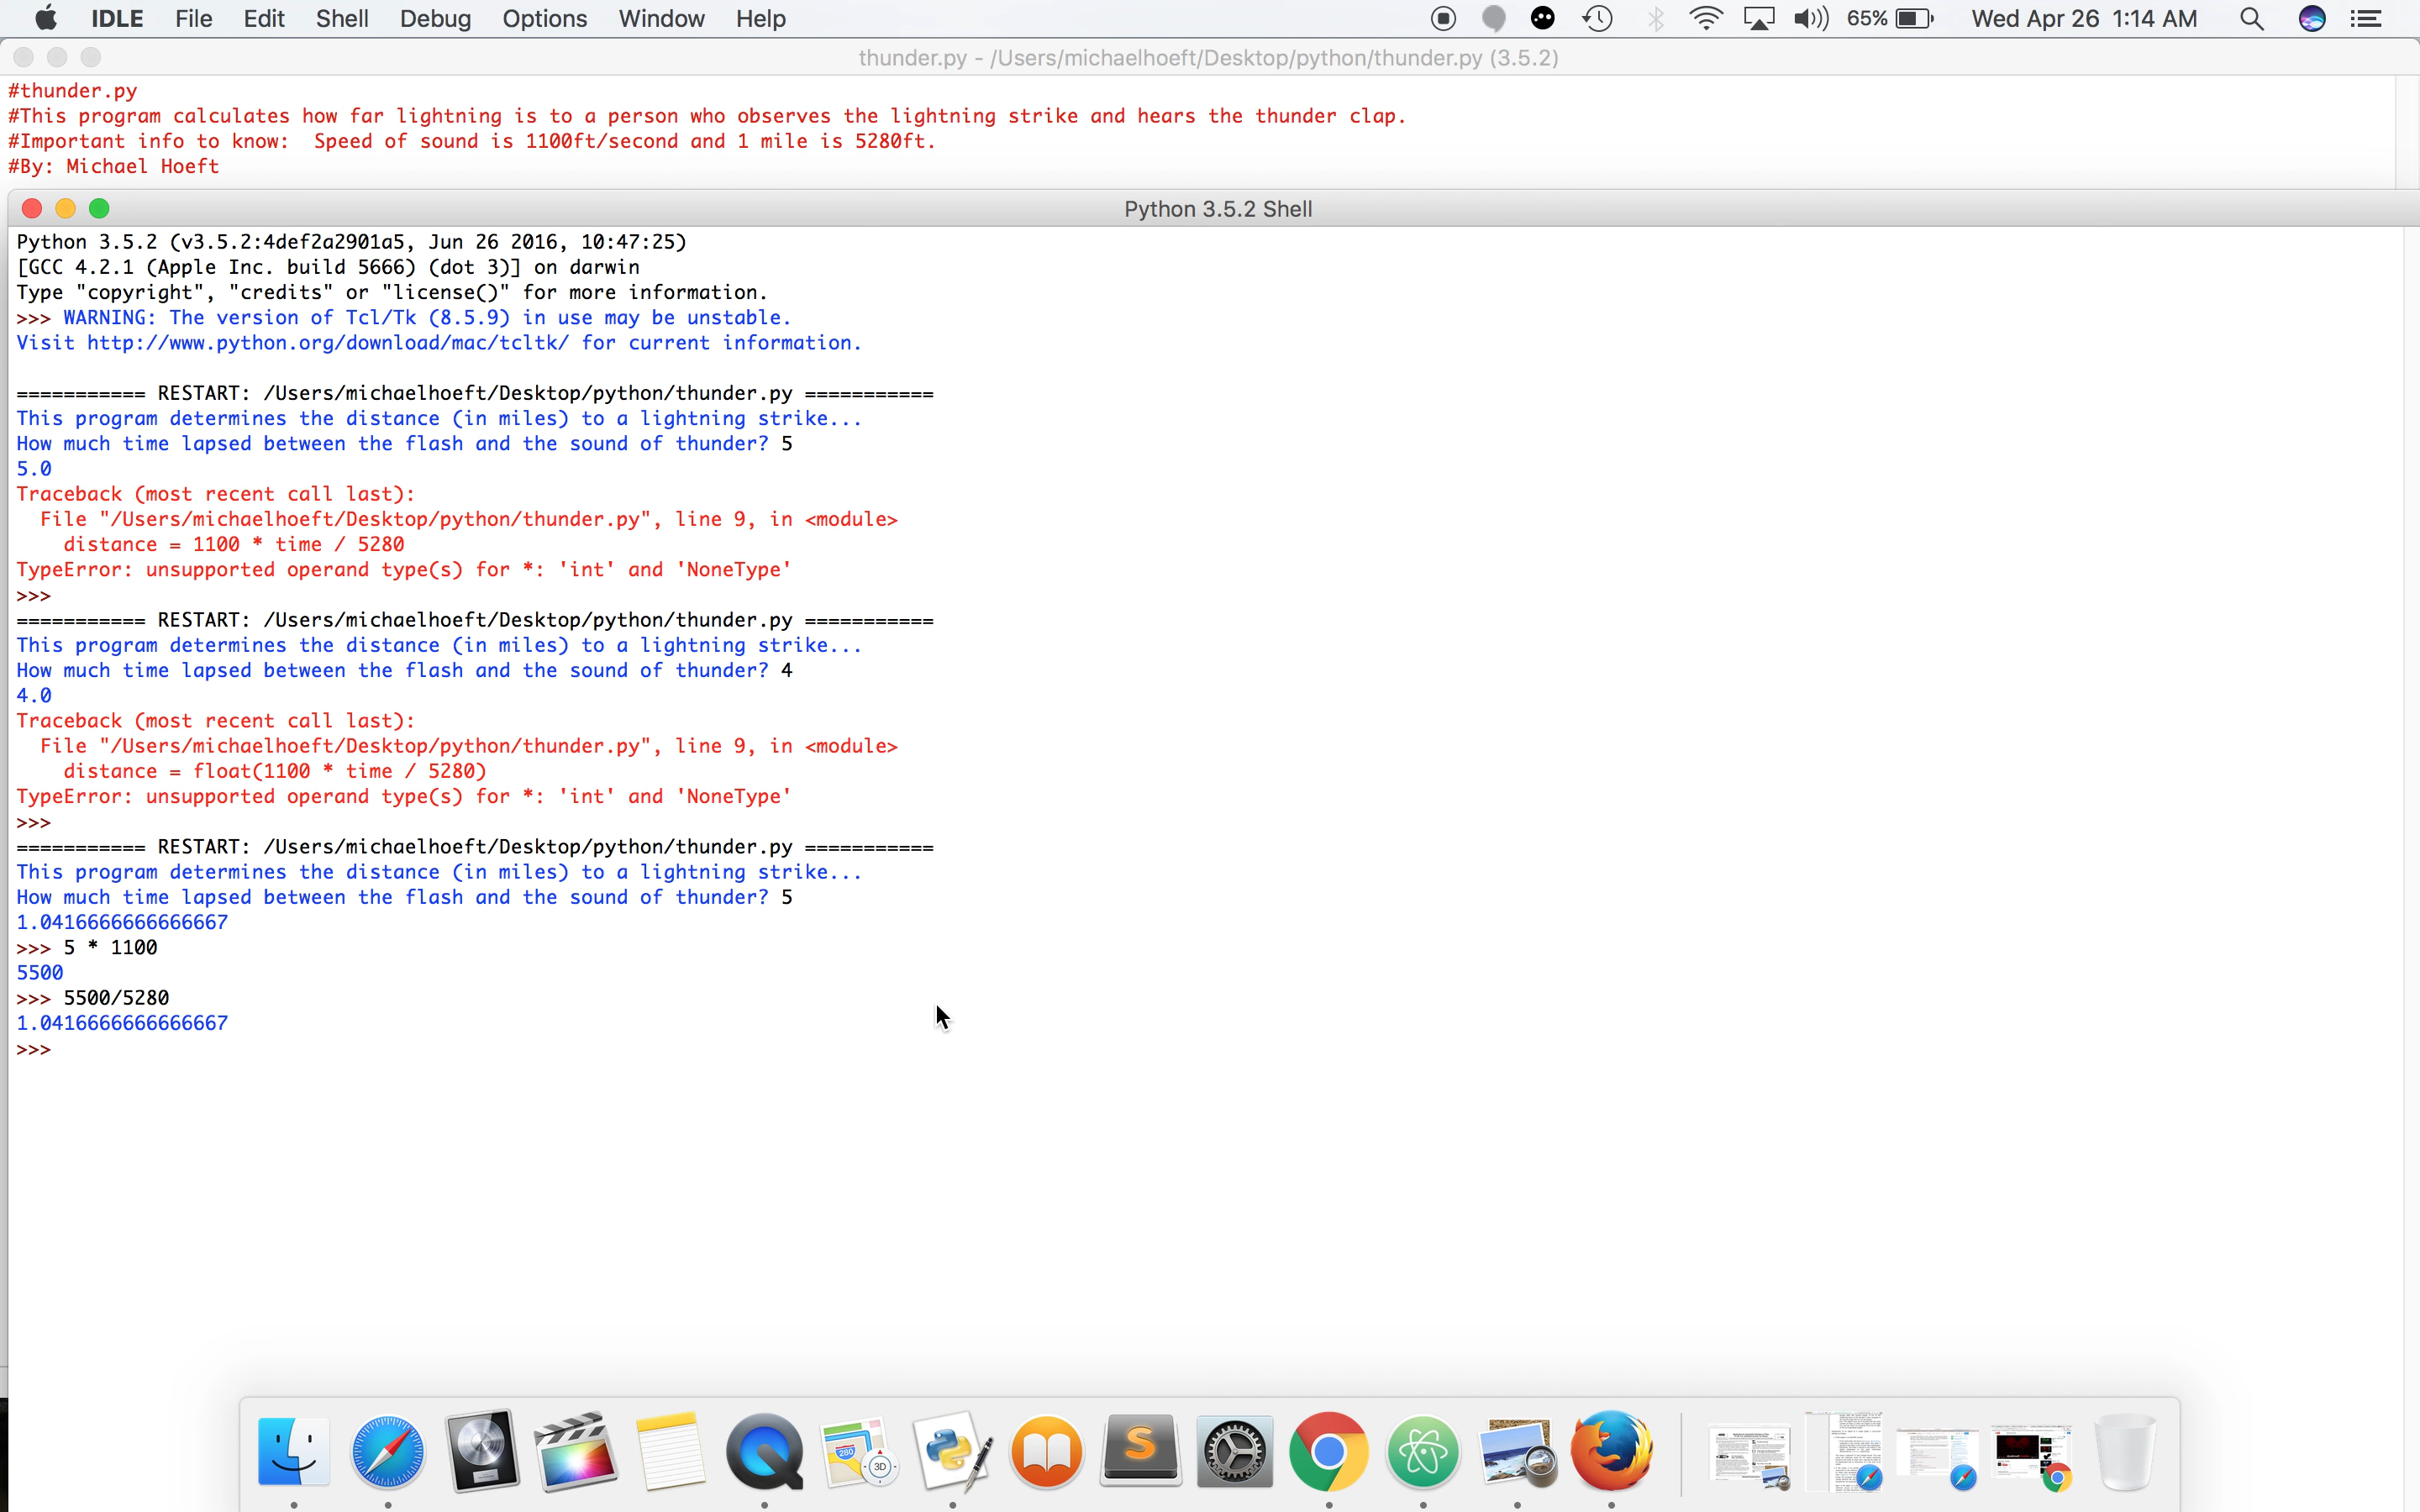 IDLE File Edit Shell Debug Options Window Help 65% Wed Apr 26 1:14 AM
thunder.py - /Users/michaelhoeft/Desktop/python/thunder.py (3.5.2)
#thunder.py
#This program calculates how far lightning is to a person who observes the lightning strike and hears the thunder clap.
#Important info to know:  Speed of sound is 1100ft/second and 1 mile is 5280ft.
#By: Michael Hoeft
Python 3.5.2 Shell
Python 3.5.2 (v3.5.2:4def2a2901a5, Jun 26 2016, 10:47:25)
[GCC 4.2.1 (Apple Inc. build 5666) (dot 3)] on darwin
Type "copyright", "credits" or "license()" for more information.
>>> WARNING: The version of Tcl/Tk (8.5.9) in use may be unstable.
Visit http://www.python.org/download/mac/tcltk/ for current information.
=========== RESTART: /Users/michaelhoeft/Desktop/python/thunder.py ===========
This program determines the distance (in miles) to a lightning strike...
How much time lapsed between the flash and the sound of thunder? 5
5.0
Traceback (most recent call last):
  File "/Users/michaelhoeft/Desktop/python/thunder.py", line 9, in <module>
    distance = 1100 * time / 5280
TypeError: unsupported operand type(s) for *: 'int' and 'NoneType'
>>>
=========== RESTART: /Users/michaelhoeft/Desktop/python/thunder.py ===========
This program determines the distance (in miles) to a lightning strike...
How much time lapsed between the flash and the sound of thunder? 4
4.0
Traceback (most recent call last):
  File "/Users/michaelhoeft/Desktop/python/thunder.py", line 9, in <module>
    distance = float(1100 * time / 5280)
TypeError: unsupported operand type(s) for *: 'int' and 'NoneType'
>>>
=========== RESTART: /Users/michaelhoeft/Desktop/python/thunder.py ===========
This program determines the distance (in miles) to a lightning strike...
How much time lapsed between the flash and the sound of thunder? 5
1.0416666666666667
>>> 5 * 1100
5500
>>> 5500/5280
1.0416666666666667
>>>
280
3D